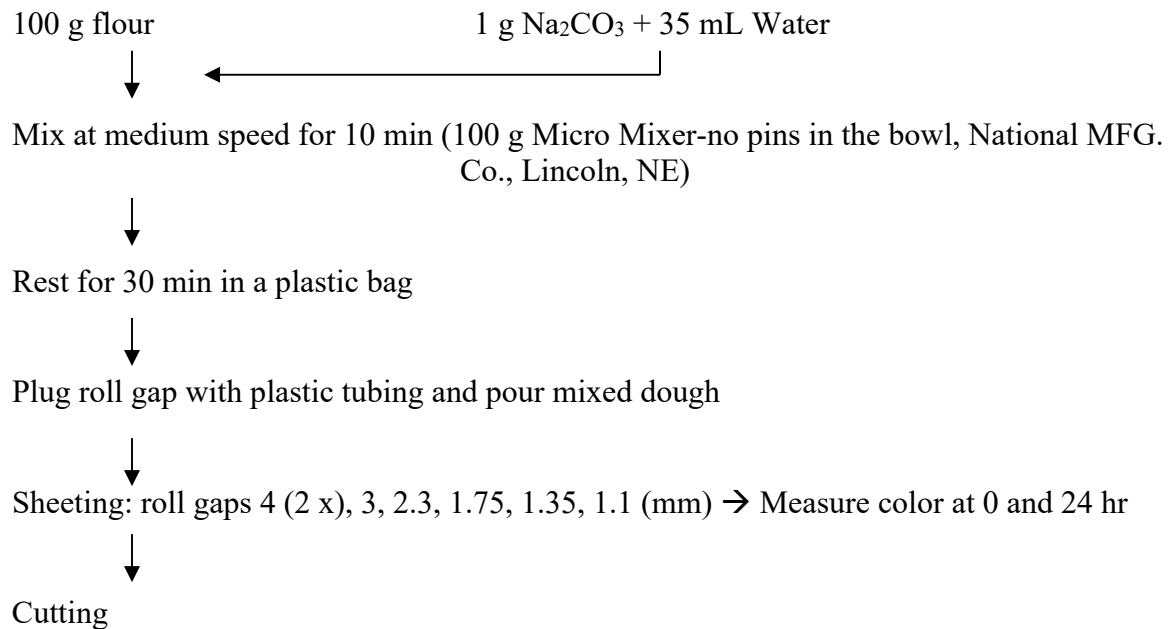 100 g flour 1 g Na₂CO₃ + 35 mL Water
Mix at medium speed for 10 min (100 g Micro Mixer-no pins in the bowl, National MFG.
Co., Lincoln, NE)
Rest for 30 min in a plastic bag
Plug roll gap with plastic tubing and pour mixed dough
Sheeting: roll gaps 4 (2 x), 3, 2.3, 1.75, 1.35, 1.1 (mm) → Measure color at 0 and 24 hr
Cutting